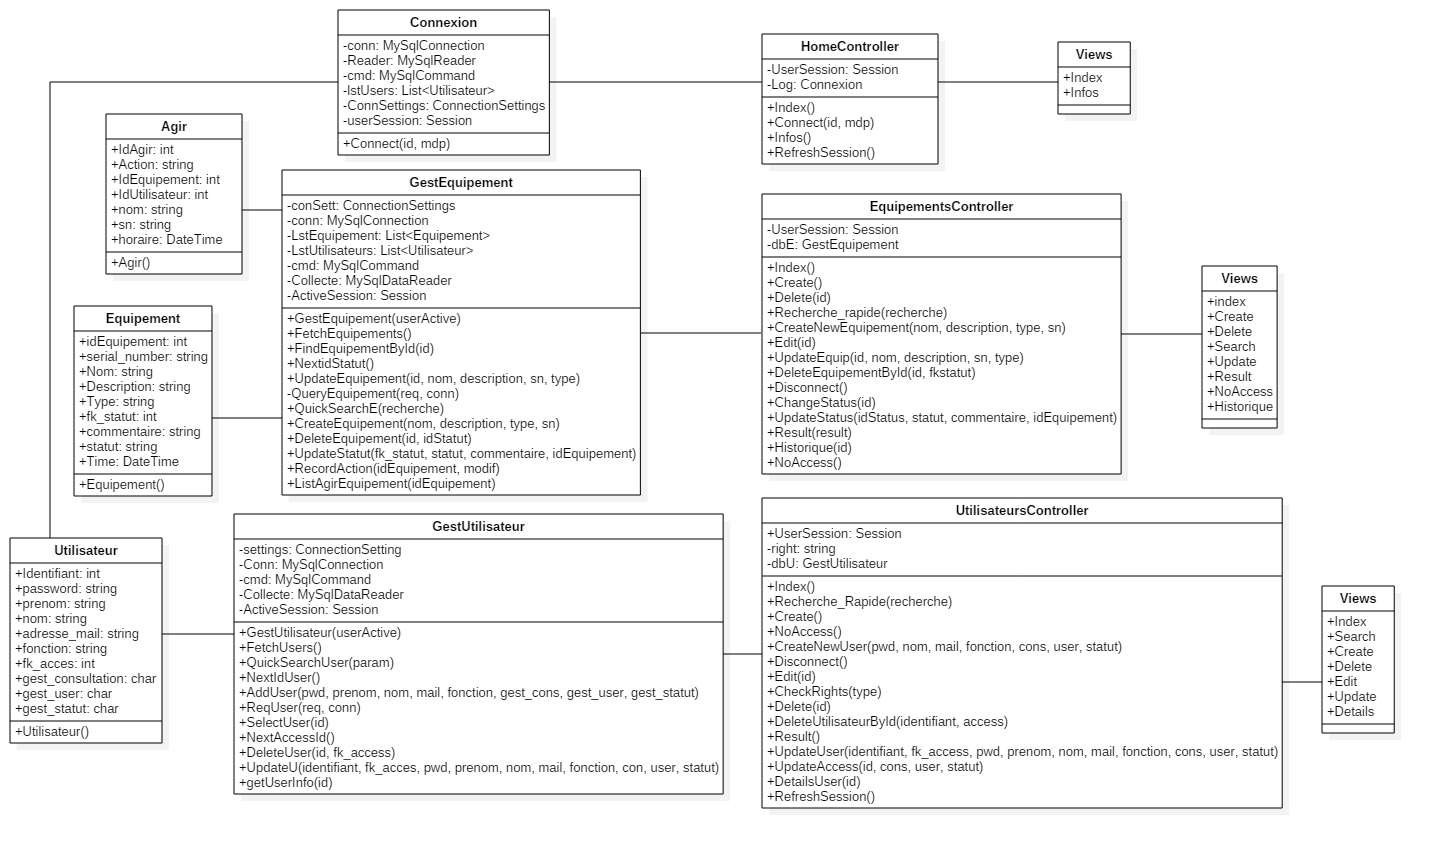 Connexion
-conn: MySqlConnection
-Reader: MySqlReader
-cmd: MySqlCommand
-lstUsers: List<Utilisateur>
-ConnSettings: ConnectionSettings
-userSession: Session
+Connect(id, mdp)
HomeController
-UserSession: Session
-Log: Connexion
+Index()
+Connect(id, mdp)
+Infos()
+RefreshSession()
Views
+Index
+Infos
Agir
+IdAgir: int
+Action: string
+IdEquipement: int
+IdUtilisateur: int
+nom: string
+sn: string
+horaire: DateTime
+Agir()
GestEquipement
-conSett: ConnectionSettings
-conn: MySqlConnection
-LstEquipement: List<Equipement>
-LstUtilisateurs: List<Utilisateur>
-cmd: MySqlCommand
-Collecte: MySqlDataReader
-ActiveSession: Session
+GestEquipement(userActive)
+FetchEquipements()
+FindEquipementById(id)
+NextidStatut()
+UpdateEquipement(id, nom, description, sn, type)
-QueryEquipement(req, conn)
+QuickSearchE(recherche)
+CreateEquipement(nom, description, type, sn)
+DeleteEquipement(id, idStatut)
+UpdateStatut(fk_statut, statut, commentaire, idEquipement)
+RecordAction(idEquipement, modif)
+ListAgirEquipement(idEquipement)
EquipementsController
-UserSession: Session
-dbE: GestEquipement
+Index()
+Create()
+Delete(id)
+Recherche_rapide(recherche)
+CreateNewEquipement(nom, description, type, sn)
+Edit(id)
+UpdateEquip(id, nom, description, sn, type)
+DeleteEquipementById(id, fkstatut)
+Disconnect()
+ChangeStatus(id)
+UpdateStatus(idStatus, statut, commentaire, idEquipement)
+Result(result)
+Historique(id)
+NoAccess()
Views
+index
+Create
+Delete
+Search
+Update
+Result
+NoAccess
+Historique
Equipement
+idEquipement: int
+serial_number: string
+Nom: string
+Description: string
+Type: string
+fk_statut: int
+commentaire: string
+statut: string
+Time: DateTime
+Equipement()
Utilisateur
+Identifiant: int
+password: string
+prenom: string
+nom: string
+adresse_mail: string
+fonction: string
+fk_acces: int
+gest_consultation: char
+gest_user: char
+gest_statut: char
+Utilisateur()
GestUtilisateur
-settings: ConnectionSetting
-Conn: MySqlConnection
-cmd: MySqlCommand
-Collecte: MySqlDataReader
-ActiveSession: Session
+GestUtilisateur(userActive)
+FetchUsers()
+QuickSearchUser(param)
+NextIdUser()
+AddUser(pwd, prenom, nom, mail, fonction, gest_cons, gest_user, gest_statut)
+ReqUser(req, conn)
+SelectUser(id)
+NextAccessId()
+DeleteUser(id, fk_access)
+UpdateU(identifiant, fk_acces, pwd, prenom, nom, mail, fonction, con, user, statut)
+getUserInfo(id)
UtilisateursController
+UserSession: Session
-right: string
-dbU: GestUtilisateur
+Index()
+Recherche_Rapide(recherche)
+Create()
+NoAccess()
+CreateNewUser(pwd, nom, mail, fonction, cons, user, statut)
+Disconnect()
+Edit(id)
+CheckRights(type)
+Delete(id)
+DeleteUtilisateurById(identifiant, access)
+Result()
+UpdateUser(identifiant, fk_access, pwd, prenom, nom, mail, fonction, cons, user, statut)
+UpdateAccess(id, cons, user, statut)
+DetailsUser(id)
+RefreshSession()
Views
+Index
+Search
+Create
+Delete
+Edit
+Update
+Details